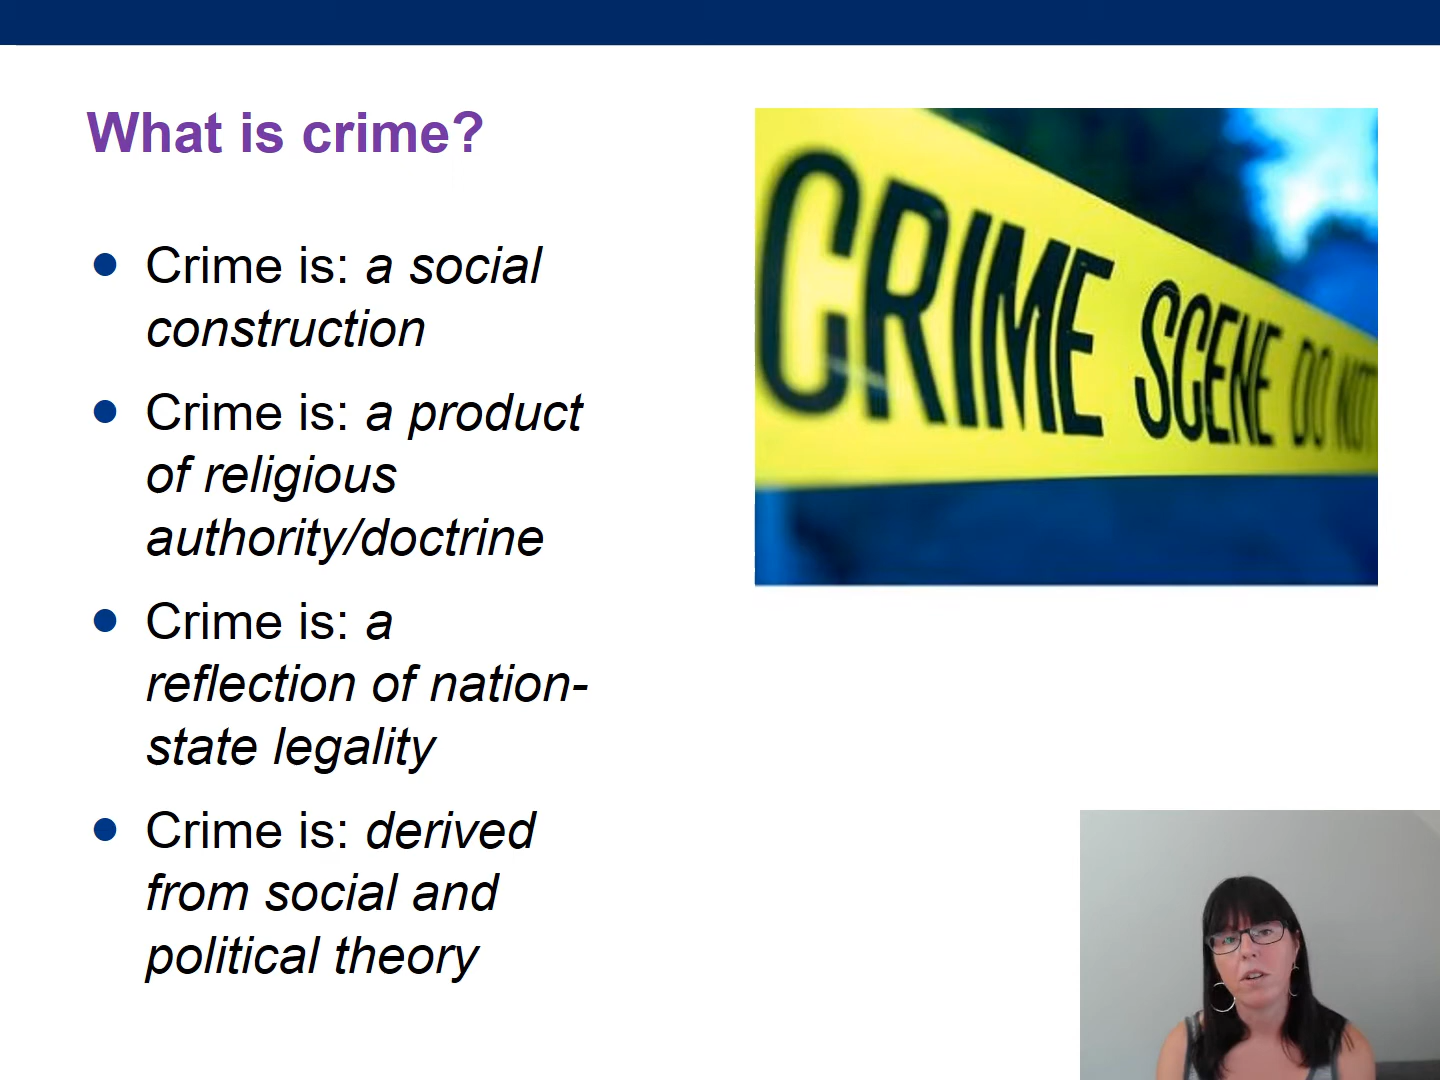 What is crime?
Crime is: a social
construction
Crime is: a product
of religious
authority/doctrine
Crime is: a
reflection of nation-
state legality
Crime is: derived
from social and
political theory
CRIME SCENE DO NOT